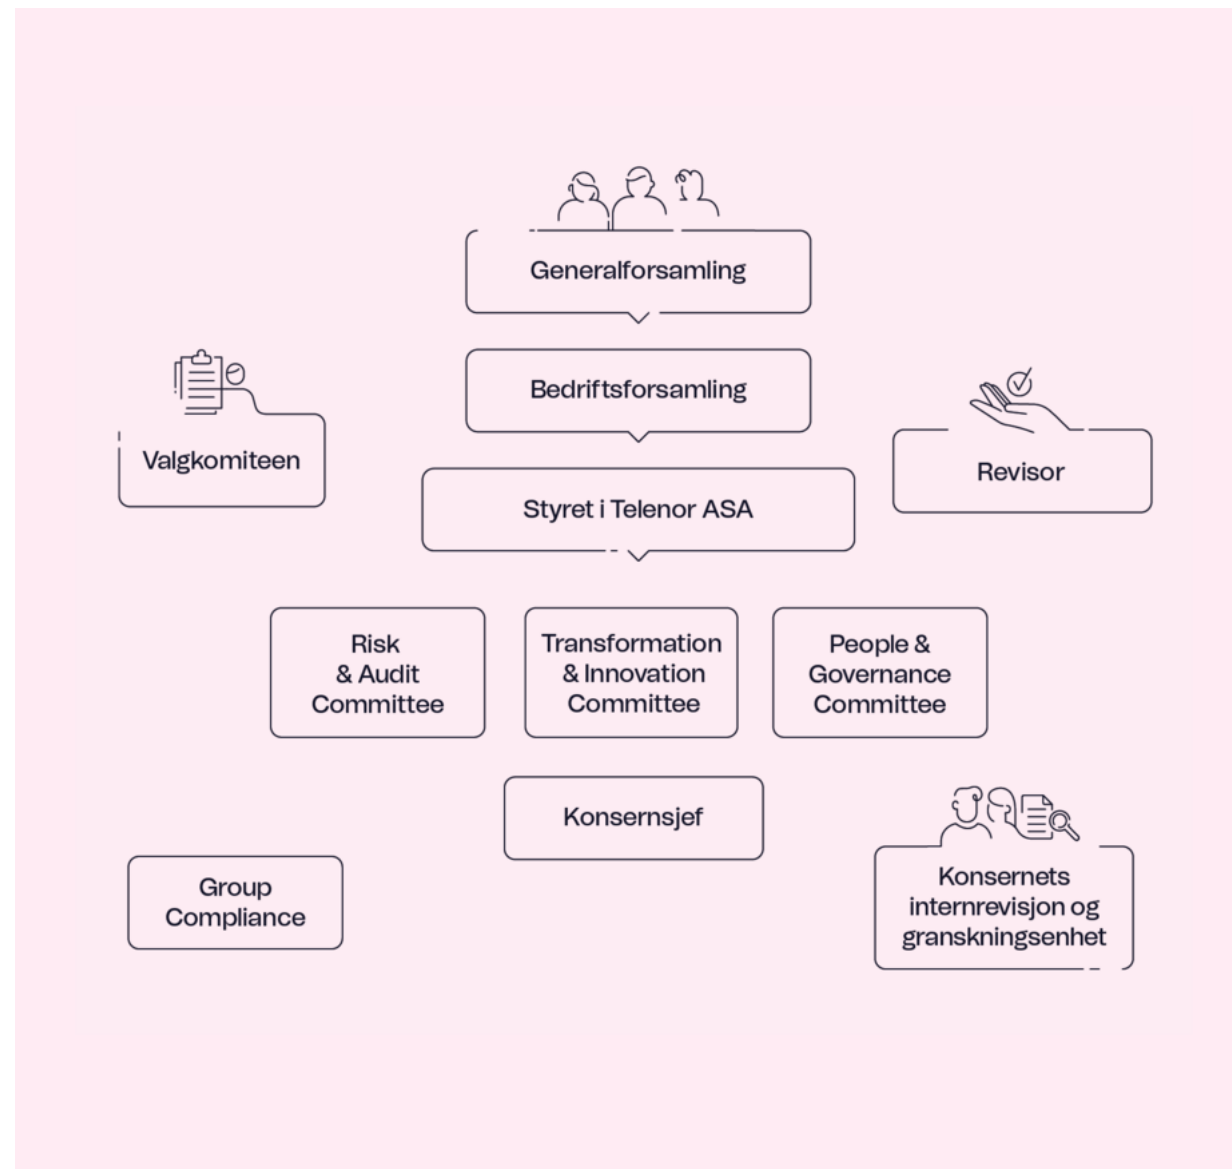 Generalforsamling
Bedriftsforsamling
Valgkomiteen
Revisor
Styret i Telenor ASA
Risk
& Audit
Committee
Transformation
& Innovation
Committee
People &
Governance
Committee
Konsernsjef
Group
Compliance
Konsernets
internrevisjon og
granskningsenhet